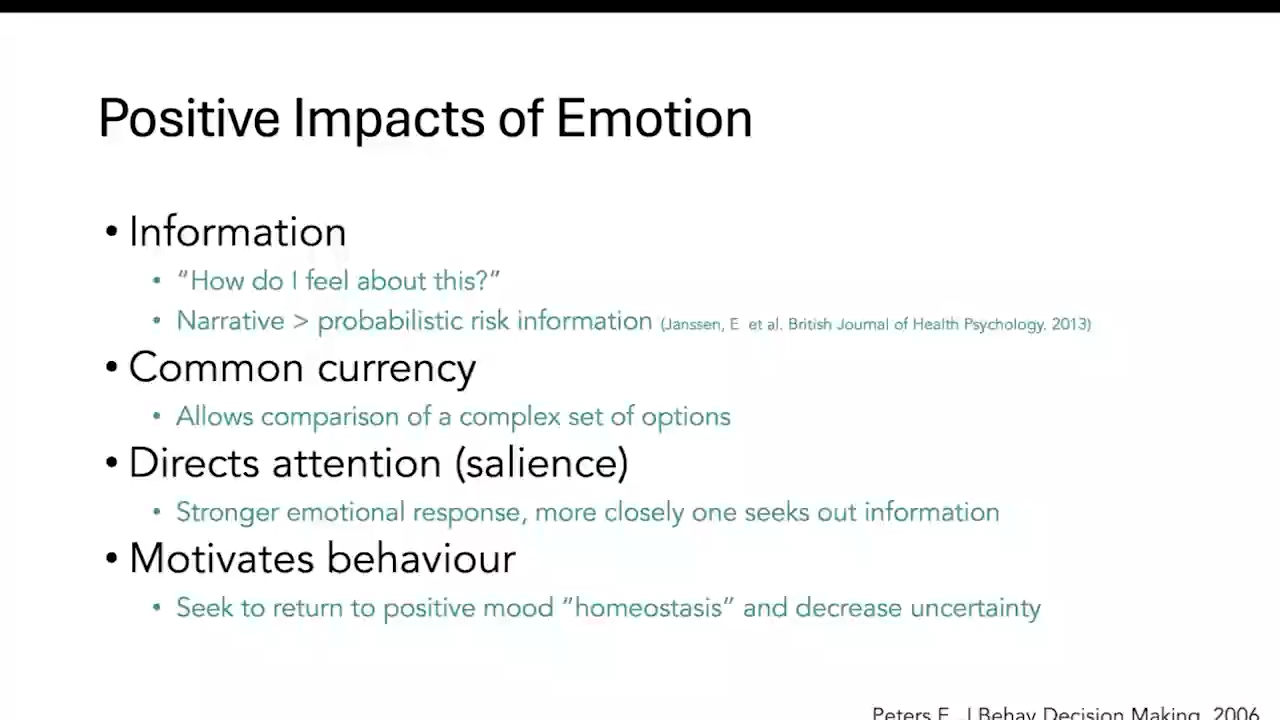 Positive Impacts of Emotion
• Information
• “How do I feel about this?”
• Narrative > probabilistic risk information (Janssen, E et al. British Journal of Health Psychology. 2013)
• Common currency
• Allows comparison of a complex set of options
• Directs attention (salience)
• Stronger emotional response, more closely one seeks out information
• Motivates behaviour
• Seek to return to positive mood “homeostasis” and decrease uncertainty
Peters E. J Behav Decision Making. 2006